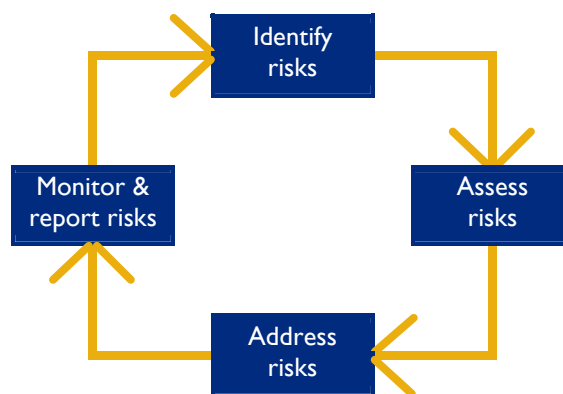 Identify
risks
Assess
risks
Address
risks
Monitor &
report risks